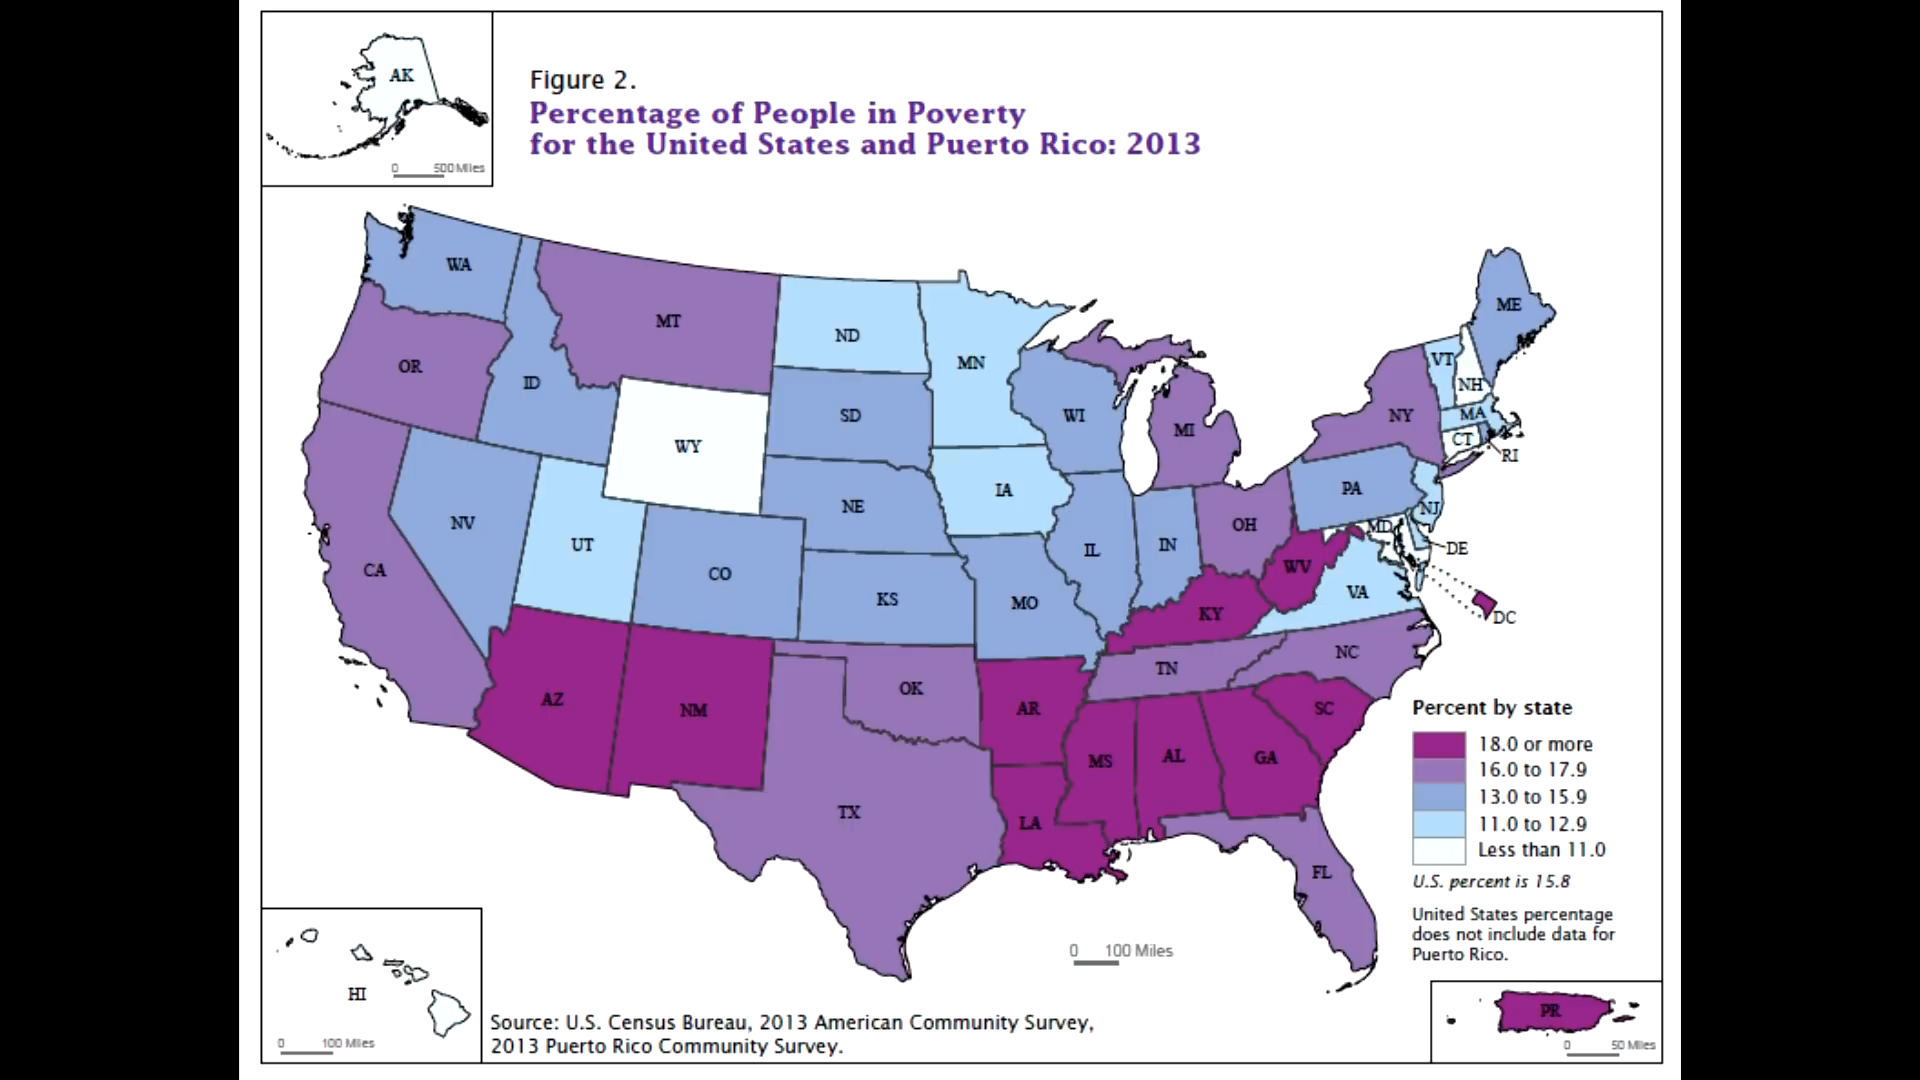 AK
0 500 Miles
Figure 2.
Percentage of People in Poverty
for the United States and Puerto Rico: 2013
WA
MT
ND
MN
ME
OR
ID
SD
WI
MI
NY
VT
NH
MA
CT
RI
WY
IA
PA
NJ
NV
UT
NE
IL
IN
OH
MD
DE
CA
CO
KS
MO
WV
VA
KY
DC
AZ
NM
OK
AR
TN
NC
SC
MS
AL
GA
TX
LA
FL
Percent by state
18.0 or more
16.0 to 17.9
13.0 to 15.9
11.0 to 12.9
Less than 11.0
U.S. percent is 15.8
United States percentage
does not include data for
Puerto Rico.
0 100 Miles
HI
0 100 Miles
Source: U.S. Census Bureau, 2013 American Community Survey,
2013 Puerto Rico Community Survey.
PR
0 50 Miles